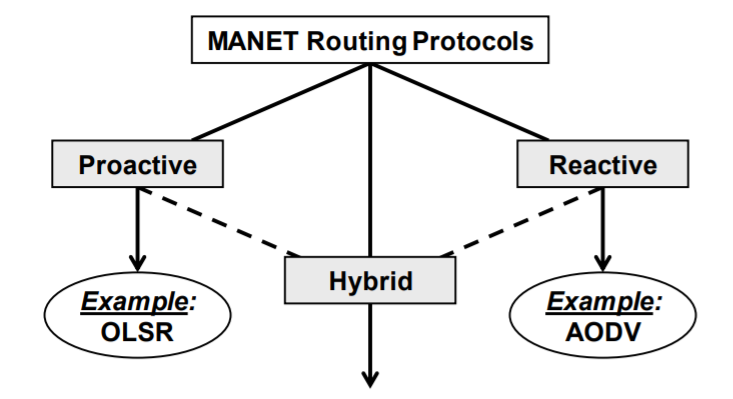 MANET Routing Protocols
Proactive
Reactive
Hybrid
Example:
OLSR
Example:
AODV